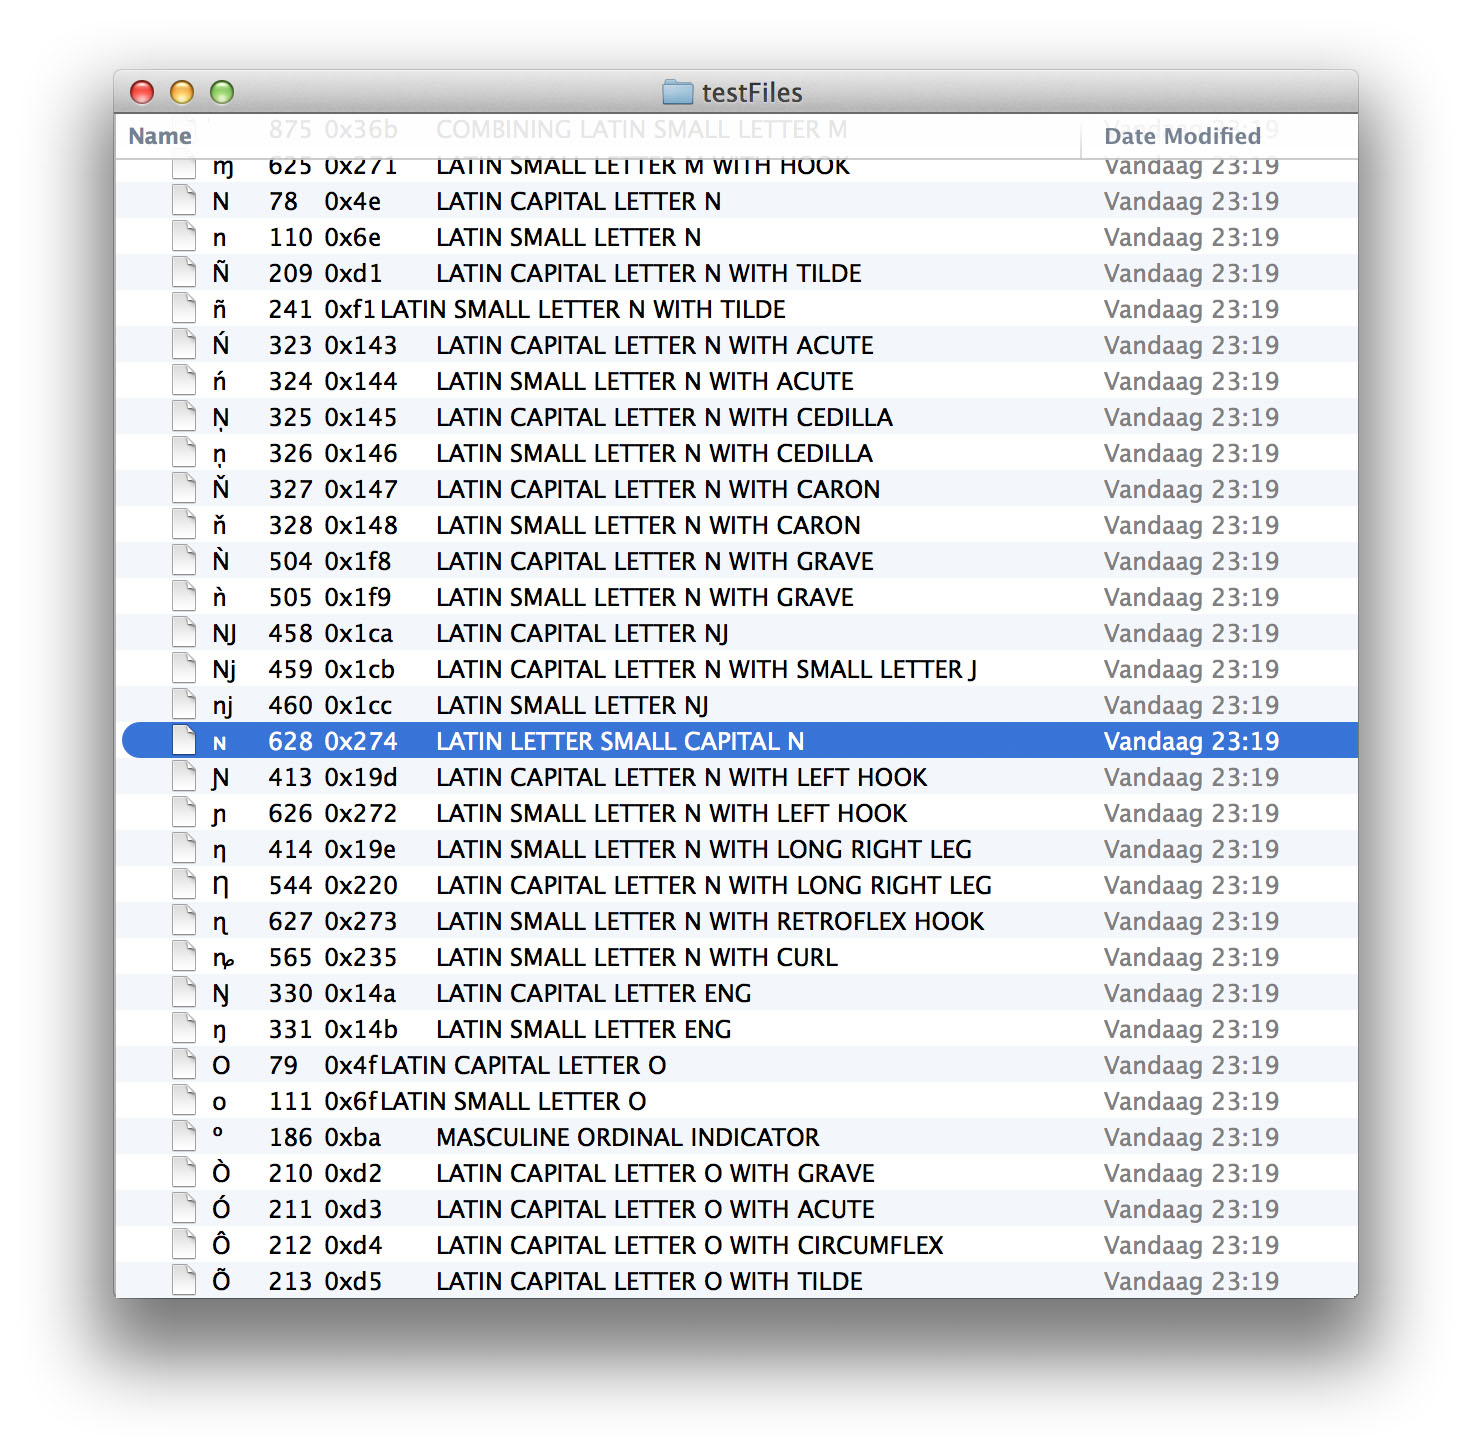 testFiles
Name Date Modified
875 0x36b COMBINING LATIN SMALL LETTER M Vandaag 23:19
ɱ 625 0x271 LATIN SMALL LETTER M WITH HOOK Vandaag 23:19
N 78 0x4e LATIN CAPITAL LETTER N Vandaag 23:19
n 110 0x6e LATIN SMALL LETTER N Vandaag 23:19
Ñ 209 0xd1 LATIN CAPITAL LETTER N WITH TILDE Vandaag 23:19
ñ 241 0xf1 LATIN SMALL LETTER N WITH TILDE Vandaag 23:19
Ń 323 0x143 LATIN CAPITAL LETTER N WITH ACUTE Vandaag 23:19
ń 324 0x144 LATIN SMALL LETTER N WITH ACUTE Vandaag 23:19
Ņ 325 0x145 LATIN CAPITAL LETTER N WITH CEDILLA Vandaag 23:19
ņ 326 0x146 LATIN SMALL LETTER N WITH CEDILLA Vandaag 23:19
Ň 327 0x147 LATIN CAPITAL LETTER N WITH CARON Vandaag 23:19
ň 328 0x148 LATIN SMALL LETTER N WITH CARON Vandaag 23:19
Ǹ 504 0x1f8 LATIN CAPITAL LETTER N WITH GRAVE Vandaag 23:19
ǹ 505 0x1f9 LATIN SMALL LETTER N WITH GRAVE Vandaag 23:19
Ǌ 458 0x1ca LATIN CAPITAL LETTER NJ Vandaag 23:19
ǋ 459 0x1cb LATIN CAPITAL LETTER N WITH SMALL LETTER J Vandaag 23:19
ǌ 460 0x1cc LATIN SMALL LETTER NJ Vandaag 23:19
ɴ 628 0x274 LATIN LETTER SMALL CAPITAL N Vandaag 23:19
Ɲ 413 0x19d LATIN CAPITAL LETTER N WITH LEFT HOOK Vandaag 23:19
ɲ 626 0x272 LATIN SMALL LETTER N WITH LEFT HOOK Vandaag 23:19
ƞ 414 0x19e LATIN SMALL LETTER N WITH LONG RIGHT LEG Vandaag 23:19
Ƞ 544 0x220 LATIN CAPITAL LETTER N WITH LONG RIGHT LEG Vandaag 23:19
ɳ 627 0x273 LATIN SMALL LETTER N WITH RETROFLEX HOOK Vandaag 23:19
ȵ 565 0x235 LATIN SMALL LETTER N WITH CURL Vandaag 23:19
Ŋ 330 0x14a LATIN CAPITAL LETTER ENG Vandaag 23:19
ŋ 331 0x14b LATIN SMALL LETTER ENG Vandaag 23:19
O 79 0x4f LATIN CAPITAL LETTER O Vandaag 23:19
o 111 0x6f LATIN SMALL LETTER O Vandaag 23:19
º 186 0xba MASCULINE ORDINAL INDICATOR Vandaag 23:19
Ò 210 0xd2 LATIN CAPITAL LETTER O WITH GRAVE Vandaag 23:19
Ó 211 0xd3 LATIN CAPITAL LETTER O WITH ACUTE Vandaag 23:19
Ô 212 0xd4 LATIN CAPITAL LETTER O WITH CIRCUMFLEX Vandaag 23:19
Õ 213 0xd5 LATIN CAPITAL LETTER O WITH TILDE Vandaag 23:19